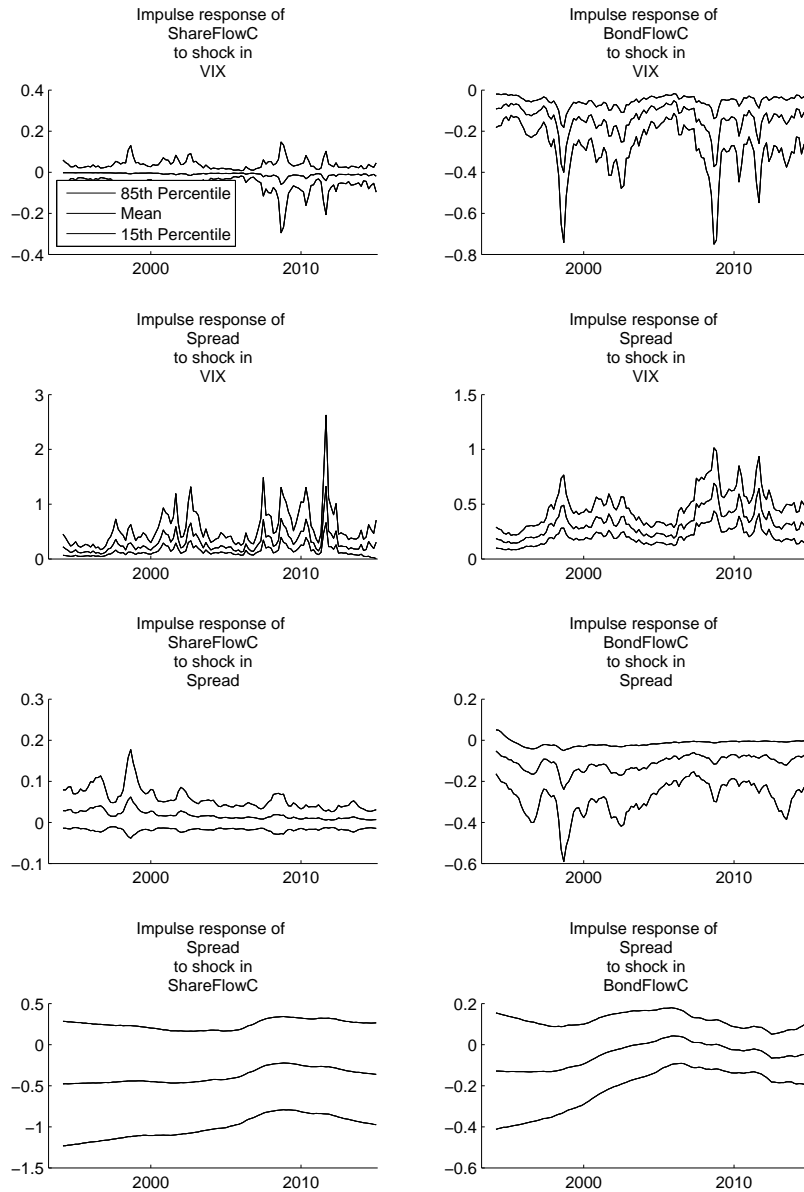 Impulse response of
ShareFlowC
to shock in
VIX
0.4
0.2
0
−0.2
−0.4
85th Percentile
Mean
15th Percentile
2000
2010
Impulse response of
BondFlowC
to shock in
VIX
0
−0.2
−0.4
−0.6
−0.8
2000
2010
Impulse response of
Spread
to shock in
VIX
3
2
1
0
2000
2010
Impulse response of
Spread
to shock in
VIX
1.5
1
0.5
0
2000
2010
Impulse response of
ShareFlowC
to shock in
Spread
0.3
0.2
0.1
0
−0.1
2000
2010
Impulse response of
BondFlowC
to shock in
Spread
0.2
0
−0.2
−0.4
−0.6
2000
2010
Impulse response of
Spread
to shock in
ShareFlowC
0.5
0
−0.5
−1
−1.5
2000
2010
Impulse response of
Spread
to shock in
BondFlowC
0.2
0
−0.2
−0.4
−0.6
2000
2010